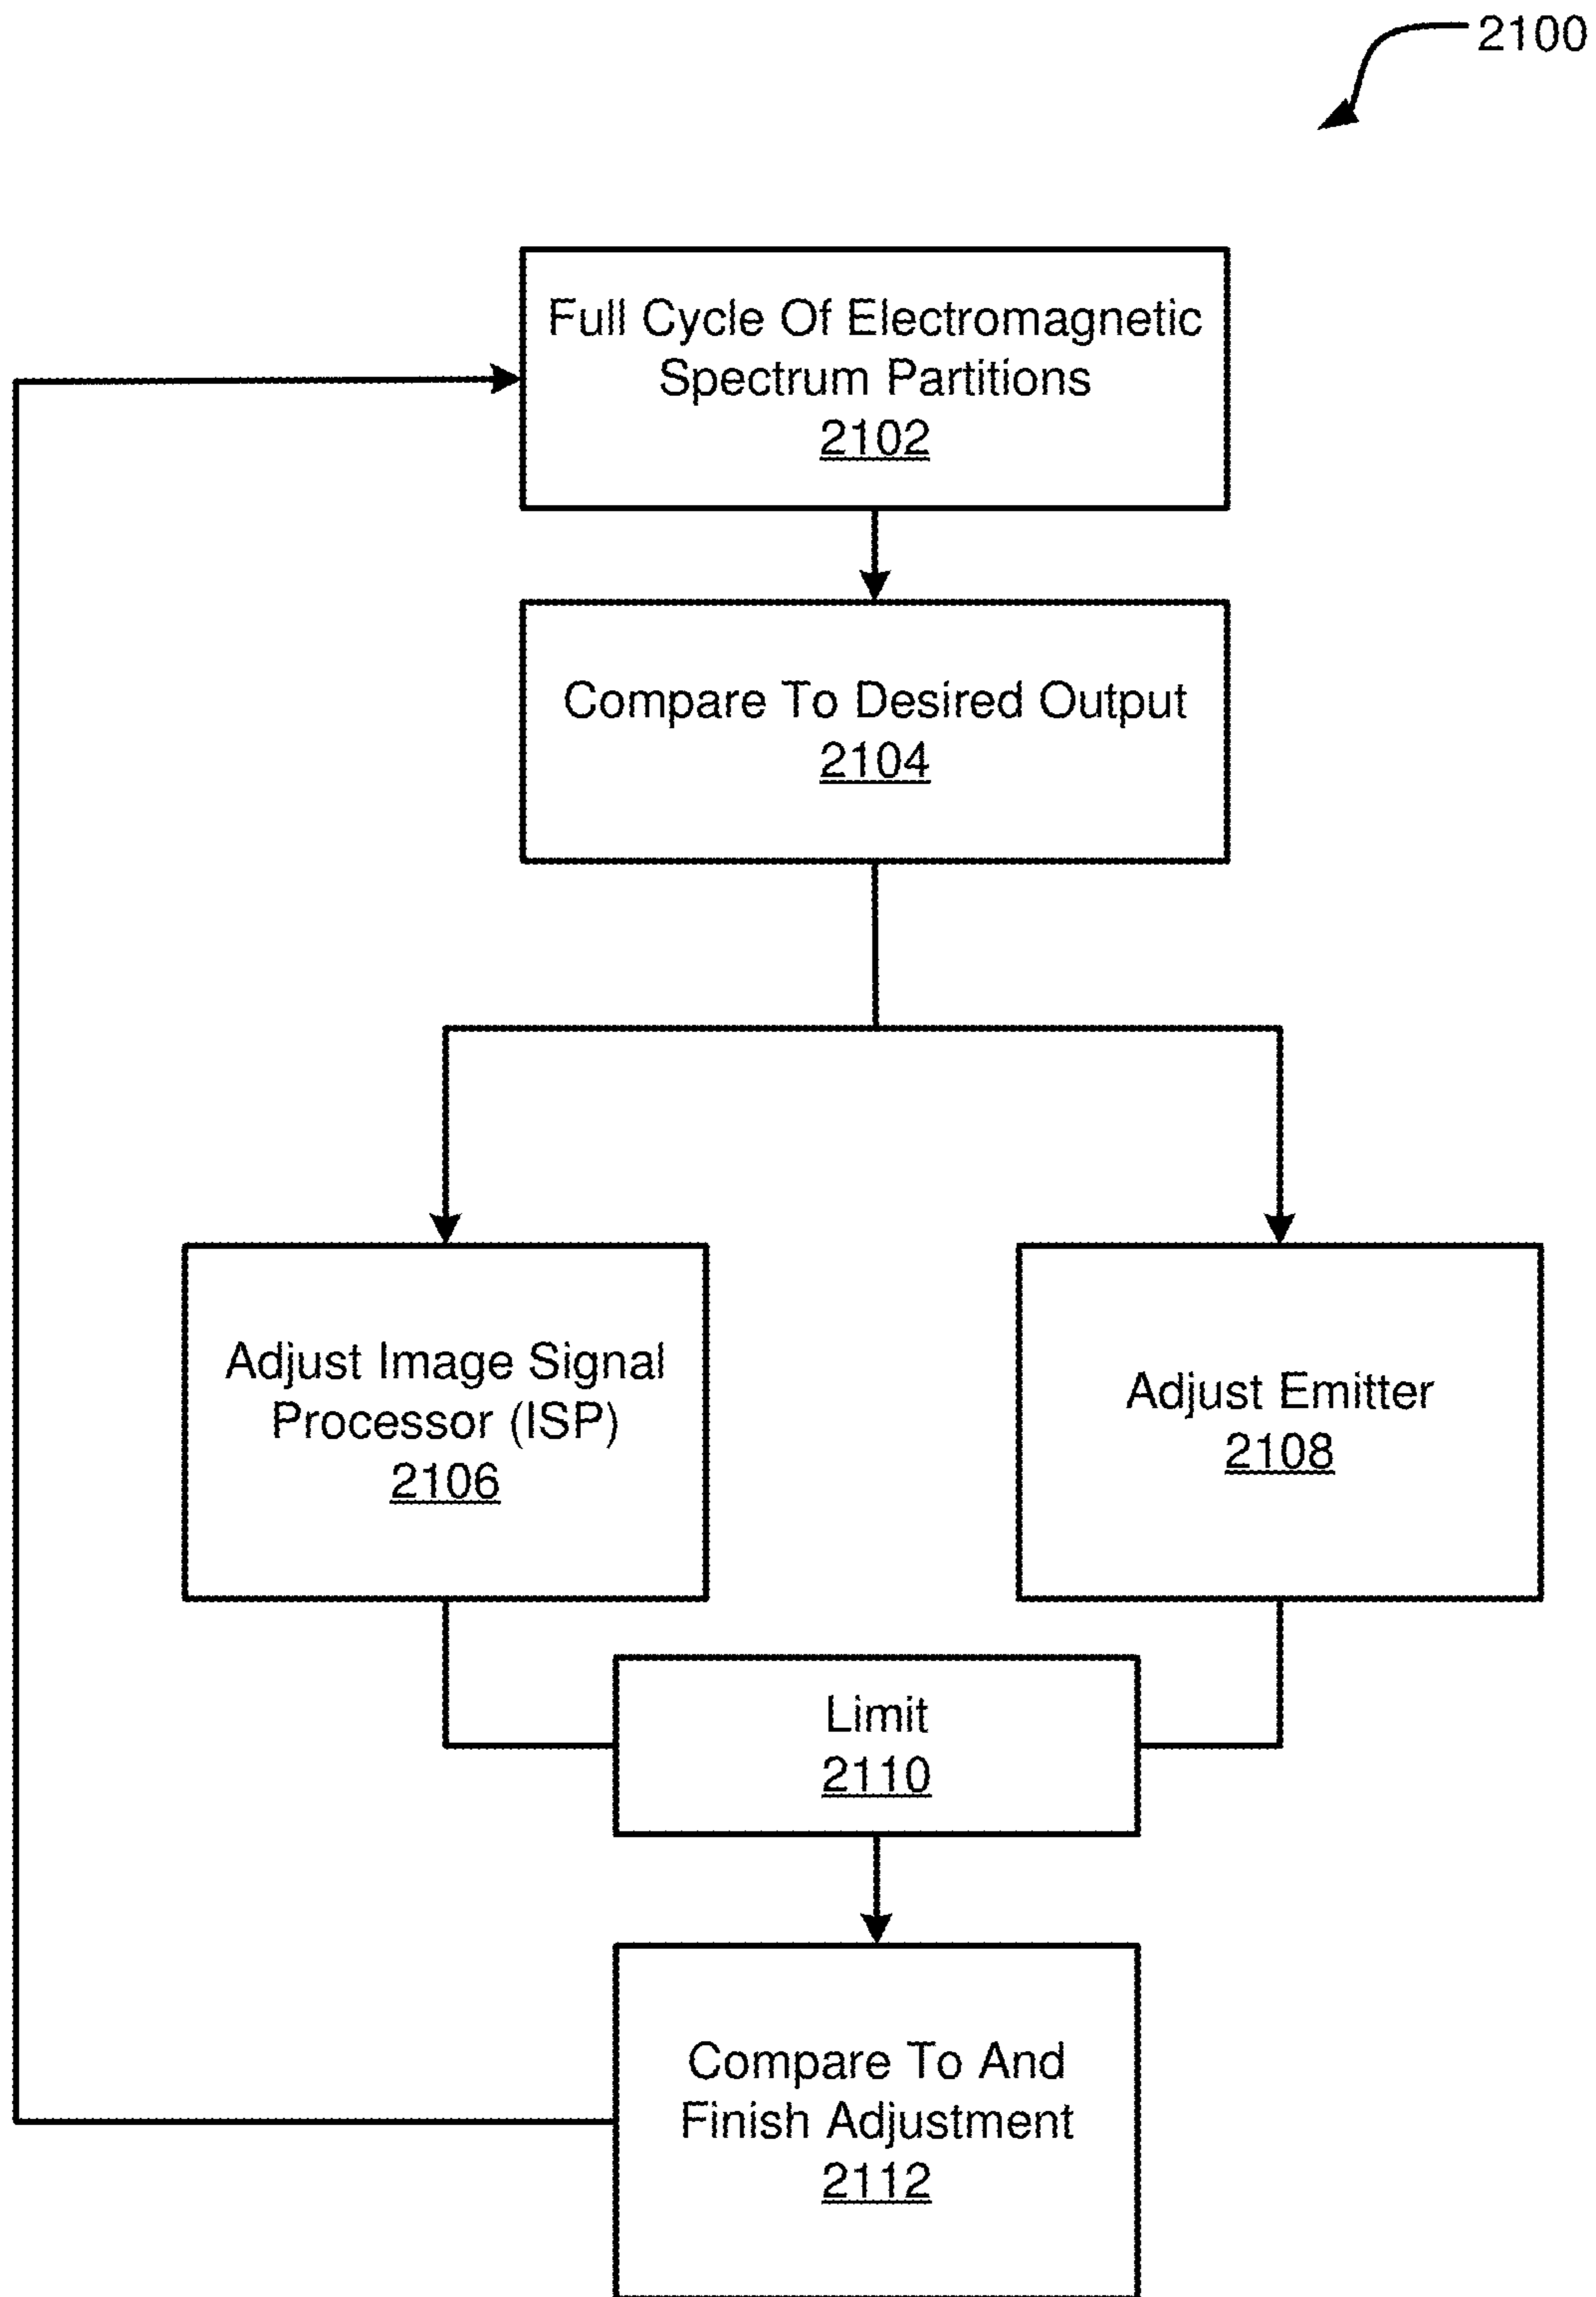 2100
Full Cycle Of Electromagnetic
Spectrum Partitions
2102
Compare To Desired Output
2104
Adjust Image Signal
Processor (ISP)
2106
Adjust Emitter
2108
Limit
2110
Compare To And
Finish Adjustment
2112